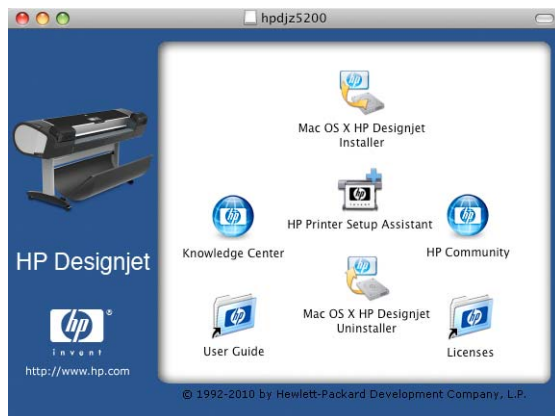 hpdjz5200
Mac OS X HP Designjet
Installer
HP Printer Setup Assistant
Knowledge Center
HP Community
Mac OS X HP Designjet
Uninstaller
User Guide
Licenses
HP Designjet
hp
invent
http://www.hp.com
© 1992-2010 by Hewlett-Packard Development Company, L.P.